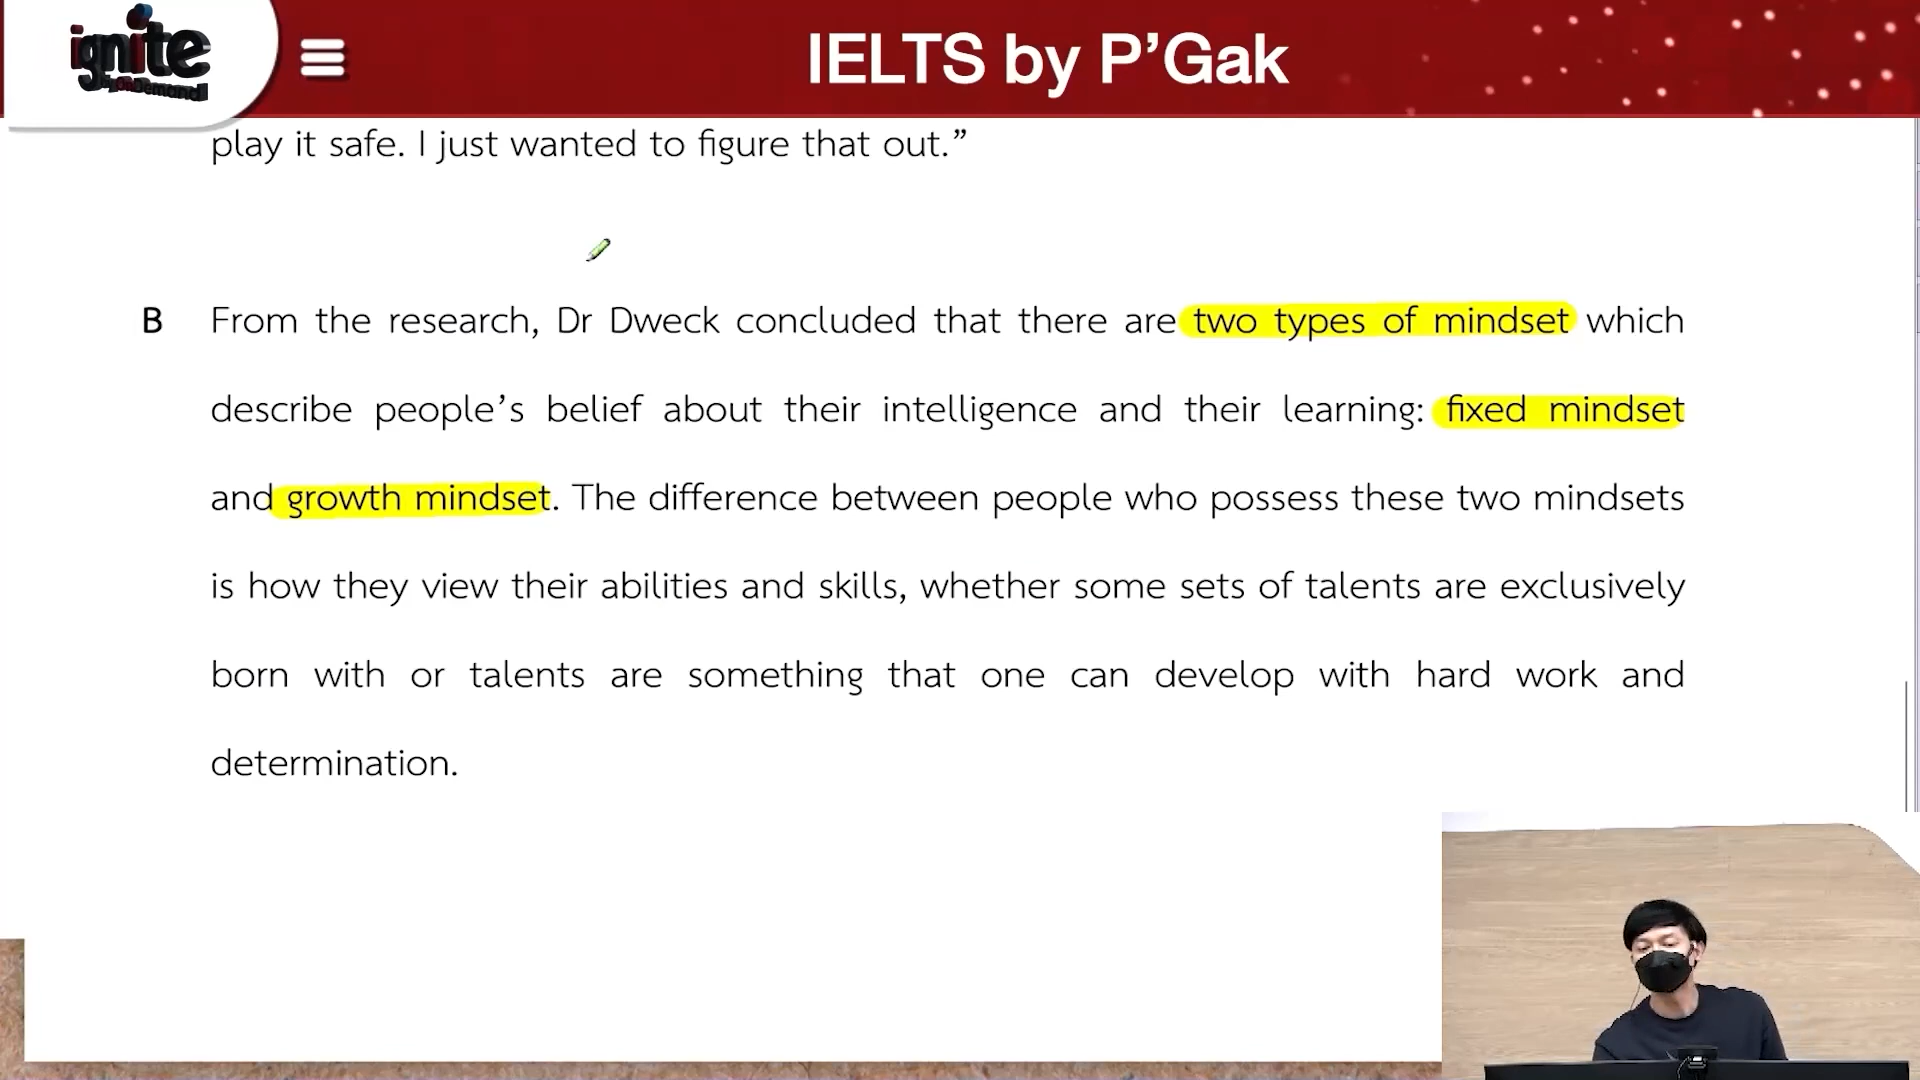 ignite
onDemand
IELTS by P’Gak
play it safe. I just wanted to figure that out.”
B From the research, Dr Dweck concluded that there are two types of mindset which
describe people’s belief about their intelligence and their learning: fixed mindset
and growth mindset. The difference between people who possess these two mindsets
is how they view their abilities and skills, whether some sets of talents are exclusively
born with or talents are something that one can develop with hard work and
determination.